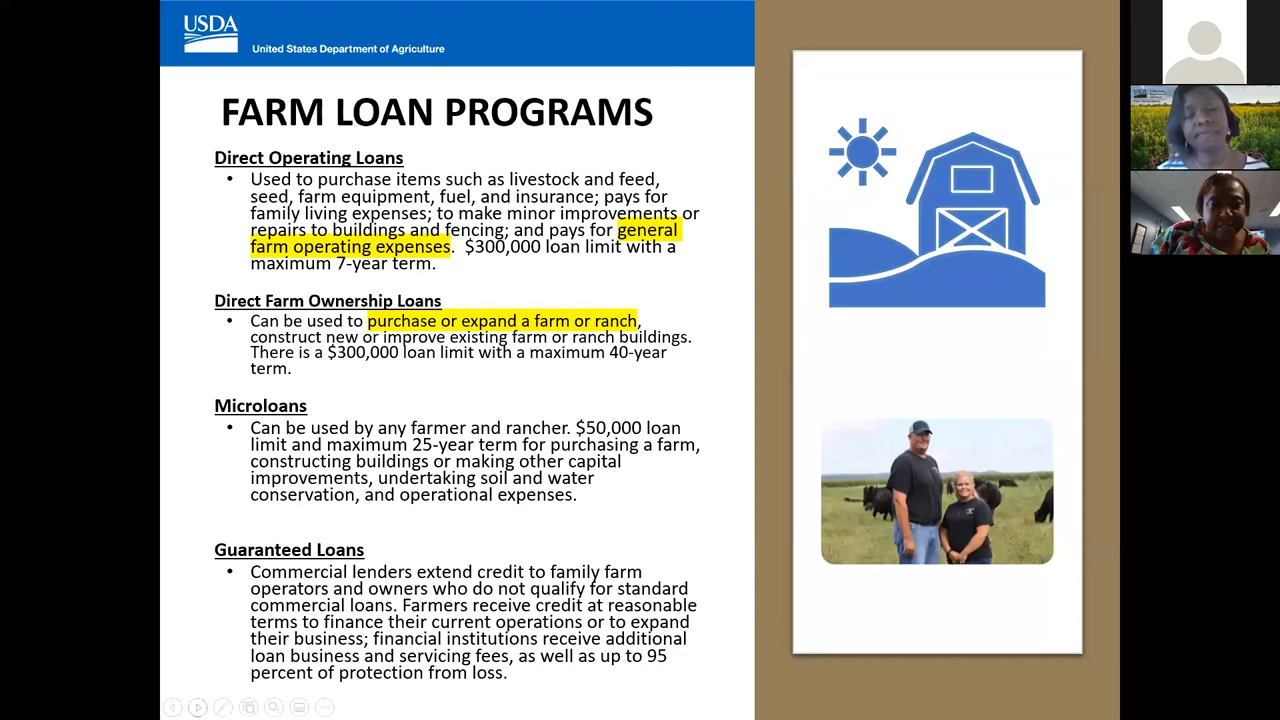 USDA
United States Department of Agriculture
FARM LOAN PROGRAMS
Direct Operating Loans
• Used to purchase items such as livestock and feed,
seed, farm equipment, fuel, and insurance; pays for
family living expenses; to make minor improvements or
repairs to buildings and fencing; and pays for general
farm operating expenses. $300,000 loan limit with a
maximum 7-year term.
Direct Farm Ownership Loans
• Can be used to purchase or expand a farm or ranch,
construct new or improve existing farm or ranch buildings.
There is a $300,000 loan limit with a maximum 40-year
term.
Microloans
• Can be used by any farmer and rancher. $50,000 loan
limit and maximum 25-year term for purchasing a farm,
constructing buildings or making other capital
improvements, undertaking soil and water
conservation, and operational expenses.
Guaranteed Loans
• Commercial lenders extend credit to family farm
operators and owners who do not qualify for standard
commercial loans. Farmers receive credit at reasonable
terms to finance their current operations or to expand
their business; financial institutions receive additional
loan business and servicing fees, as well as up to 95
percent of protection from loss.
USDA